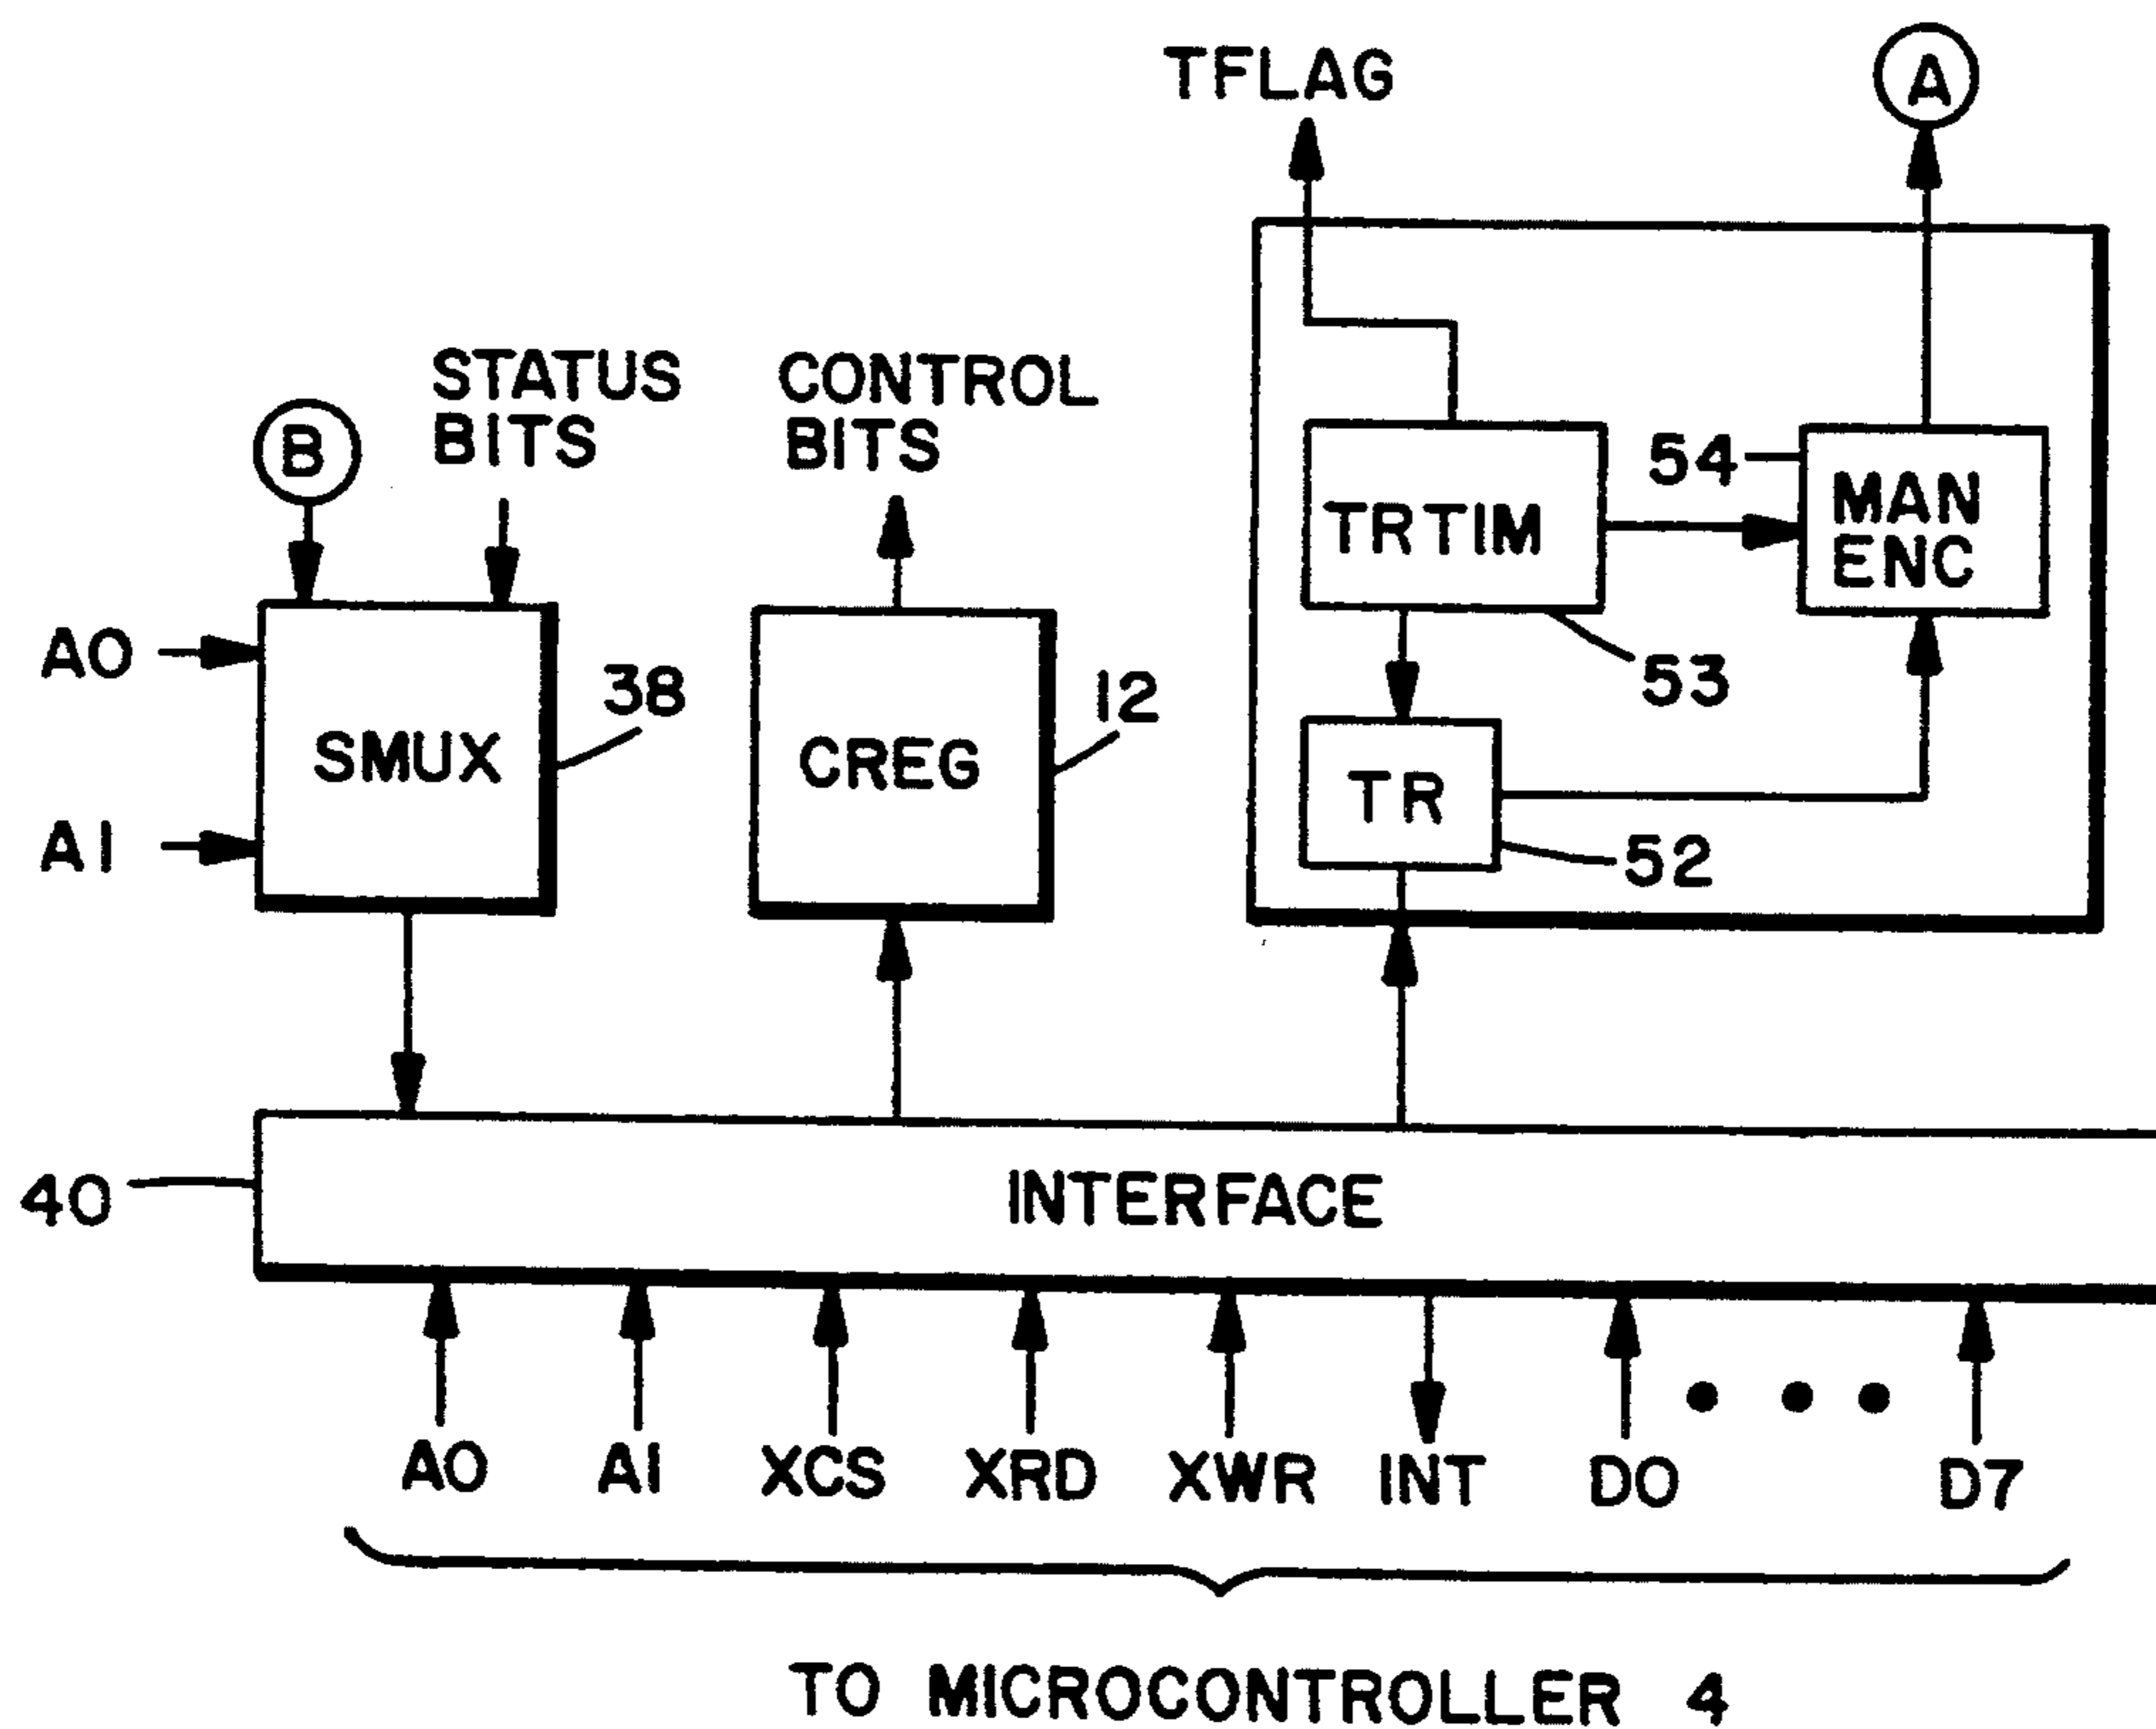 TFLAG
A
STATUS
BITS
CONTROL
BITS
B
54
MAN
ENC
TRTIM
A0
53
38
12
SMUX
CREG
TR
A1
52
40
INTERFACE
A0
A1
XCS
XRD
XWR
INT
D0
D7
TO MICROCONTROLLER 4